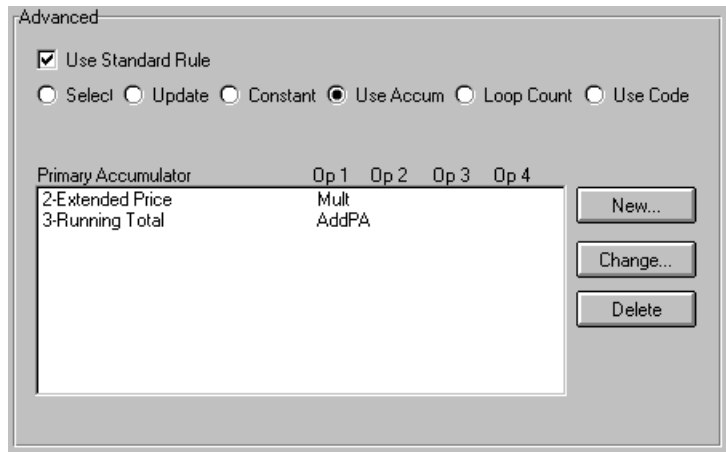 Advanced
Use Standard Rule
Select Update Constant Use Accum Loop Count Use Code
Primary Accumulator Op 1 Op 2 Op 3 Op 4
2-Extended Price Mult
3-Running Total AddPA
New...
Change...
Delete